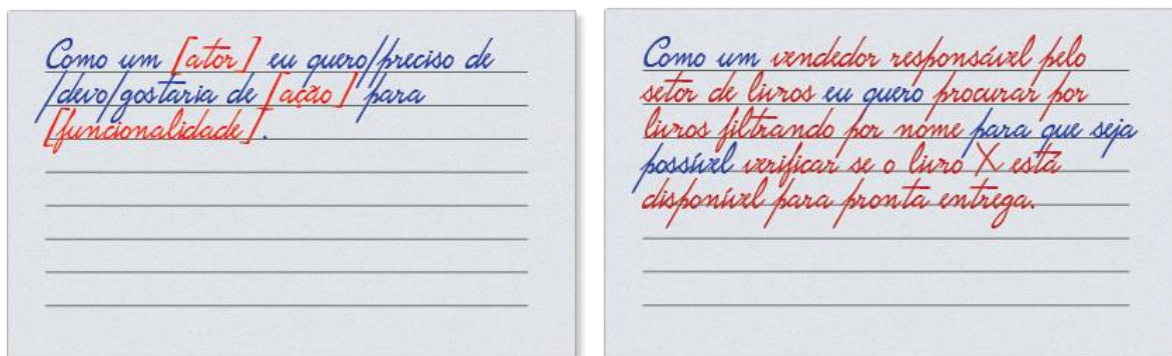 Como um [ator] eu quero/preciso de
/devo/gostaria de [ação] para
[funcionalidade].
Como um vendedor responsável pelo
setor de livros eu quero procurar por
livros filtrando por nome para que seja
possível verificar se o livro X está
disponível para pronta entrega.